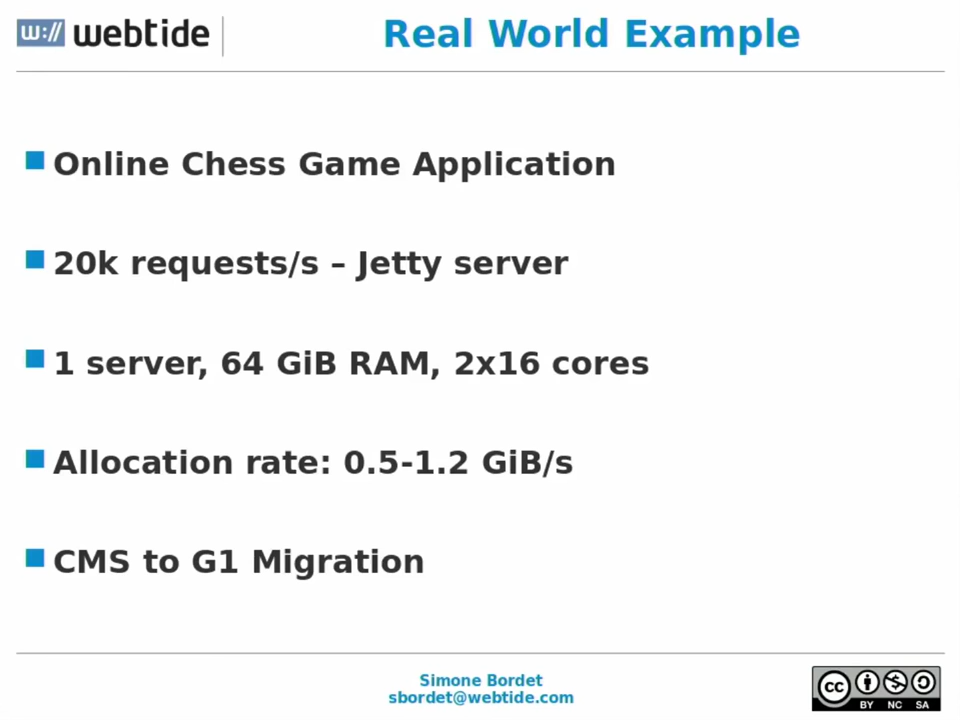 w:// webtide
Real World Example
Online Chess Game Application
20k requests/s – Jetty server
1 server, 64 GiB RAM, 2x16 cores
Allocation rate: 0.5-1.2 GiB/s
CMS to G1 Migration
Simone Bordet
sbordet@webtide.com
cc
BY NC SA